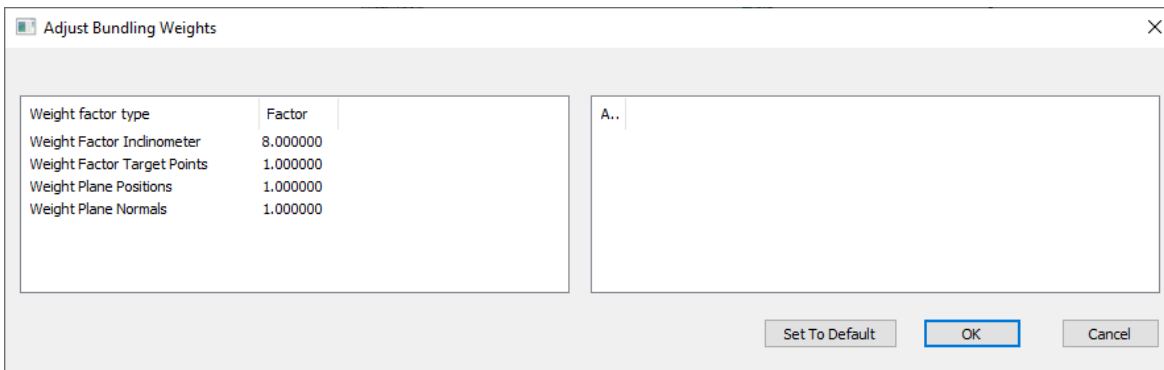 Adjust Bundling Weights
Weight factor type Factor
Weight Factor Inclinometer 8.000000
Weight Factor Target Points 1.000000
Weight Plane Positions 1.000000
Weight Plane Normals 1.000000
A..
Set To Default OK Cancel